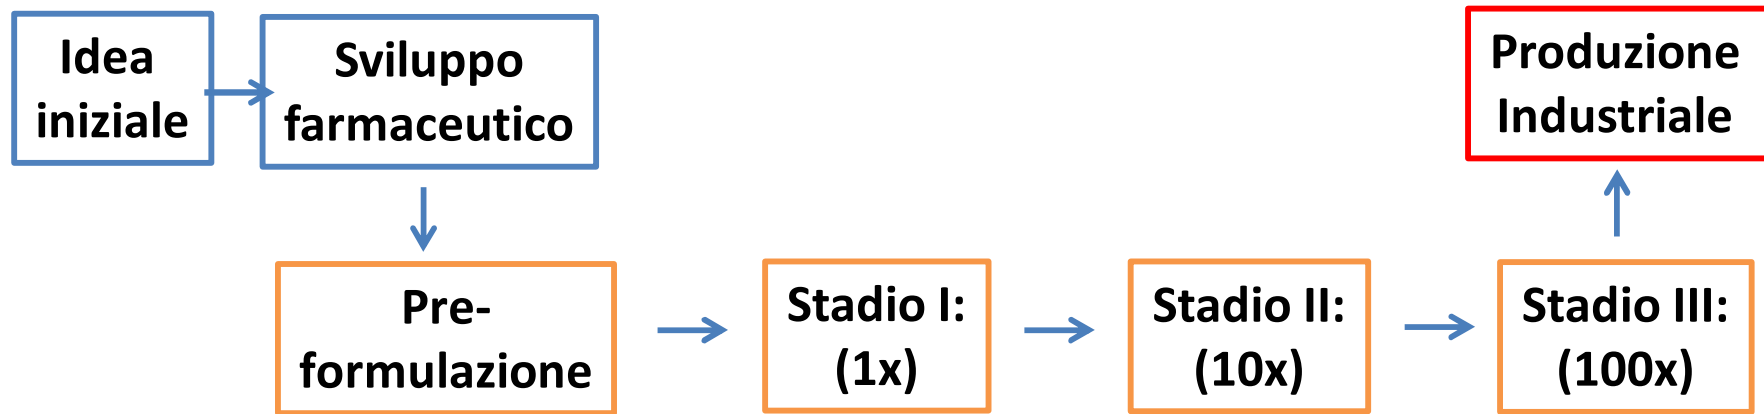 Idea
iniziale
Sviluppo
farmaceutico
Pre-
formulazione
Stadio I:
(1x)
Stadio II:
(10x)
Stadio III:
(100x)
Produzione
Industriale